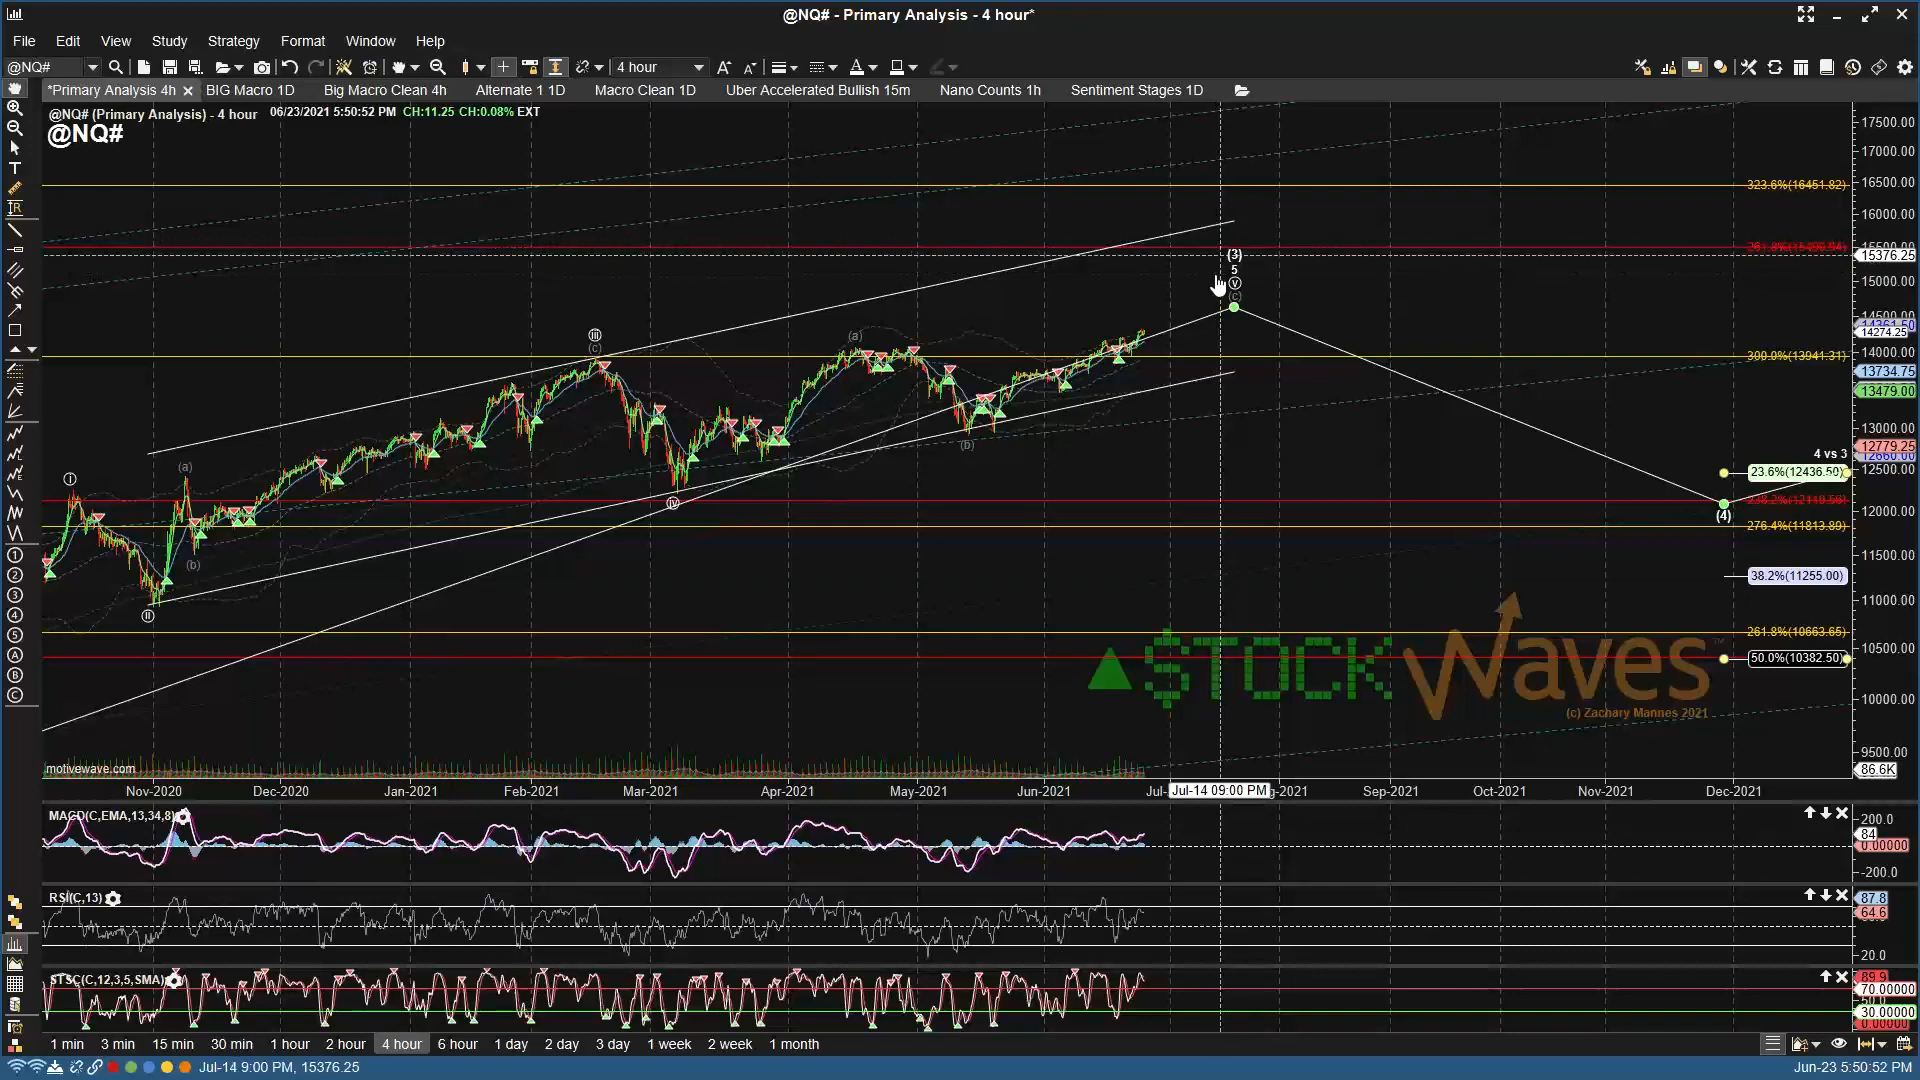 @NQ# - Primary Analysis - 4 hour*
File Edit View Study Strategy Format Window Help
@NQ# 4 hour
*Primary Analysis 4h BIG Macro 1D Big Macro Clean 4h Alternate 1 1D Macro Clean 1D Uber Accelerated Bullish 15m Nano Counts 1h Sentiment Stages 1D
@NQ# (Primary Analysis) - 4 hour 06/23/2021 5:50:52 PM CH:11.25 CH:0.08% EXT
@NQ#
17500.00
17000.00
323.6%(16451.82) 16500.00
16000.00
15500.00
(3) 15376.25
5
ⓥ 15000.00
(c)
14500.00
ⓘⓘⓘ (a) 14274.25
(c) 300.0%(13941.31) 14000.00
13734.75
13479.00
13000.00
(b) 12779.25
4 vs 3
(a) 23.6%(12436.50) 12500.00
ⓘ
ⓘⓥ (4) 12000.00
276.4%(11813.89)
11500.00
(b) 38.2%(11255.00)
11000.00
ⓘⓘ
261.8%(10663.65)
50.0%(10382.50) 10500.00
$TOCK Waves ™
10000.00
(c) Zachary Mannes 2021
9500.00
motivewave.com 86.6K
Nov-2020 Dec-2020 Jan-2021 Feb-2021 Mar-2021 Apr-2021 May-2021 Jun-2021 Jul- Jul-14 09:00 PM g-2021 Sep-2021 Oct-2021 Nov-2021 Dec-2021
MACD(C,EMA,13,34,8) 200.0
84
0.00000
-200.0
RSI(C,13) 87.8
64.6
20.0
STSC(C,12,3,5,SMA) 89.9
70.00000
30.00000
0.00000
1 min 3 min 15 min 30 min 1 hour 2 hour 4 hour 6 hour 1 day 2 day 3 day 1 week 2 week 1 month
Jul-14 9:00 PM, 15376.25 Jun-23 5:50:52 PM